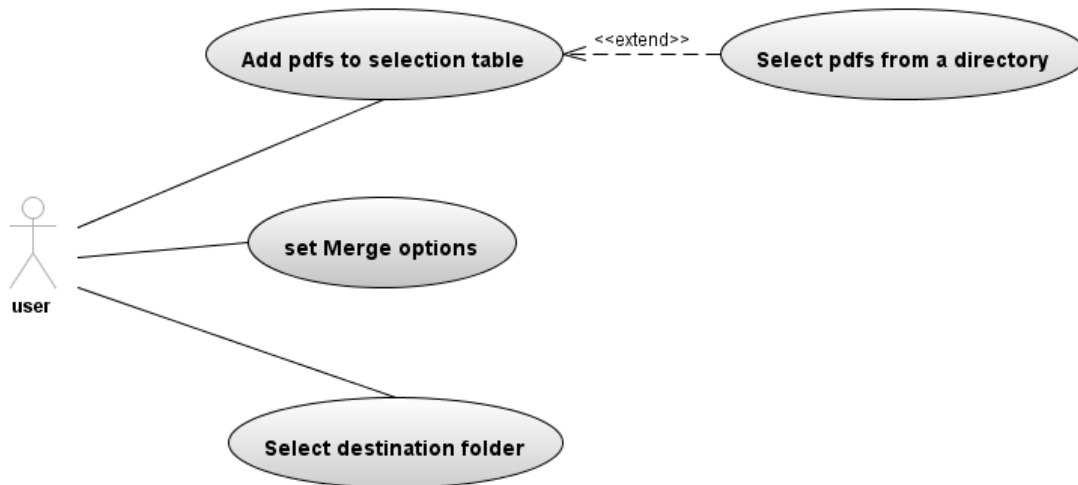 <<extend>>
Add pdfs to selection table
Select pdfs from a directory
set Merge options
user
Select destination folder